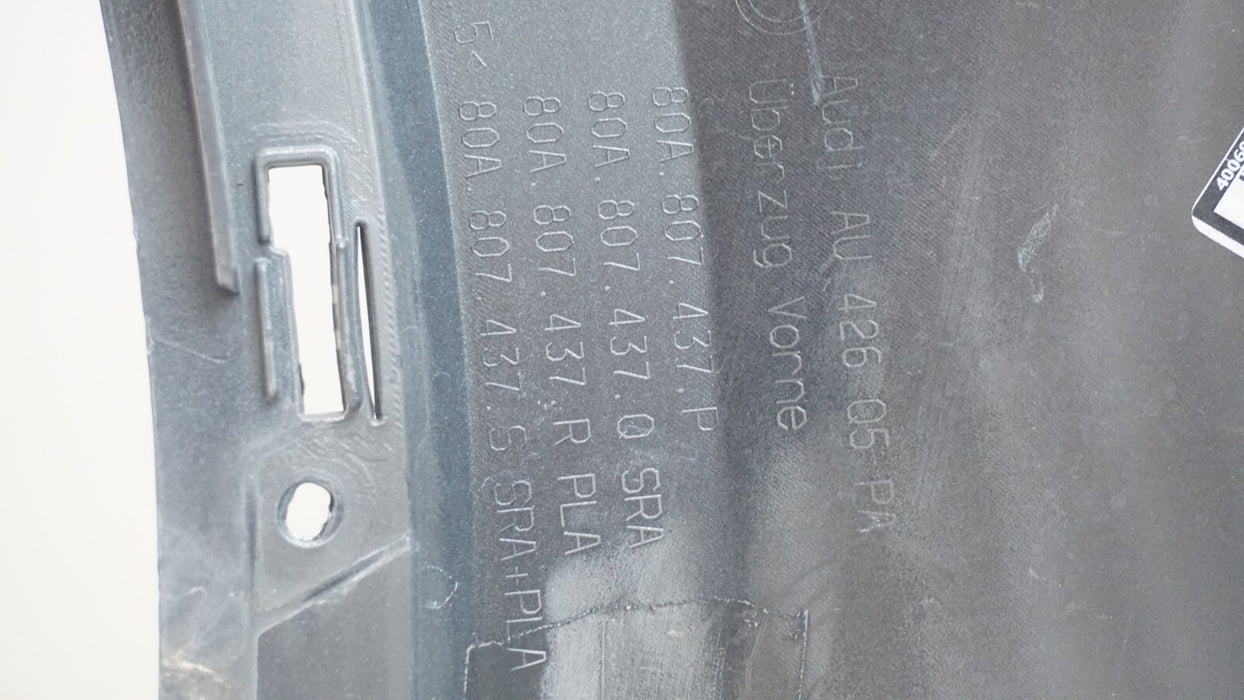 Audi AU 426 05-PA
Überzug Vorne
80A.807.437.P
80A.807.437.Q SRA
80A.807.437.R PLA
5< 80A.807.437.S SRA+PLA